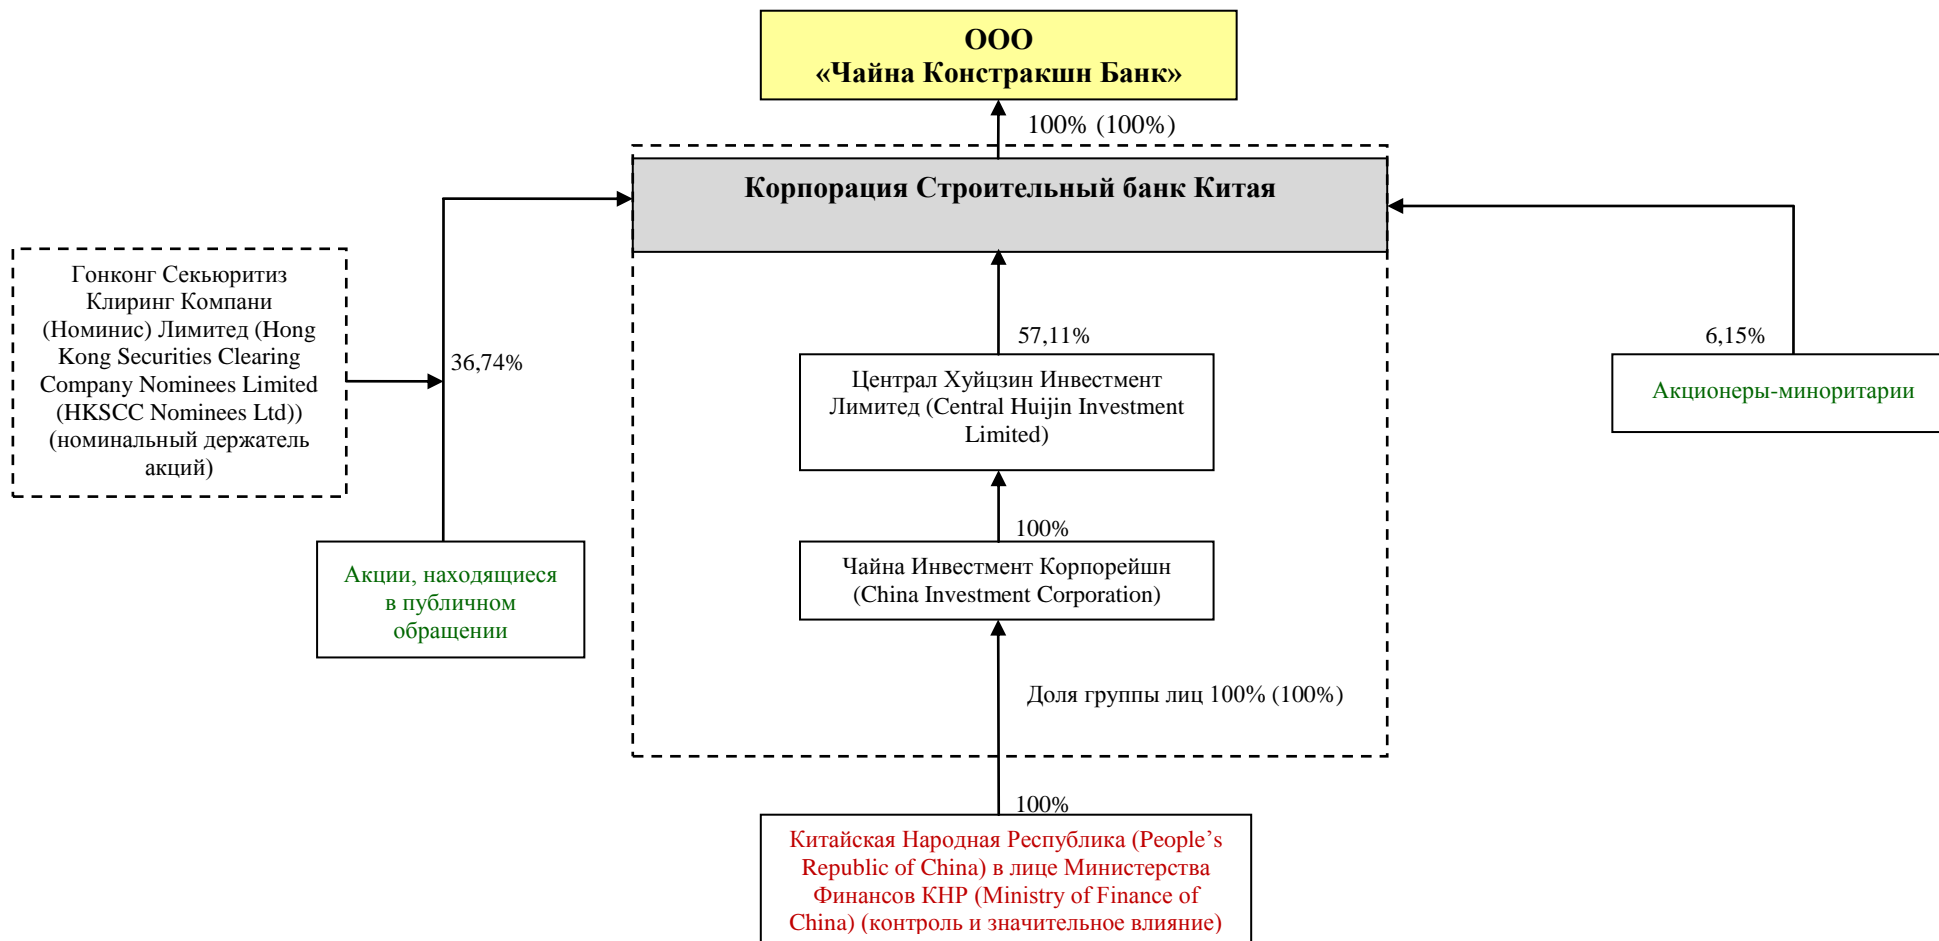 ООО
«Чайна Констракшн Банк»
100% (100%)
Корпорация Строительный банк Китая
Гонконг Секьюритиз
Клиринг Компани
(Номинис) Лимитед (Hong
Kong Securities Clearing
Company Nominees Limited
(HKSCC Nominees Ltd))
(номинальный держатель
акций)
36,74%
57,11%
6,15%
Централ Хуйцзин Инвестмент
Лимитед (Central Huijin Investment
Limited)
Акционеры-миноритарии
100%
Акции, находящиеся
в публичном
обращении
Чайна Инвестмент Корпорейшн
(China Investment Corporation)
Доля группы лиц 100% (100%)
100%
Китайская Народная Республика (People’s
Republic of China) в лице Министерства
Финансов КНР (Ministry of Finance of
China) (контроль и значительное влияние)